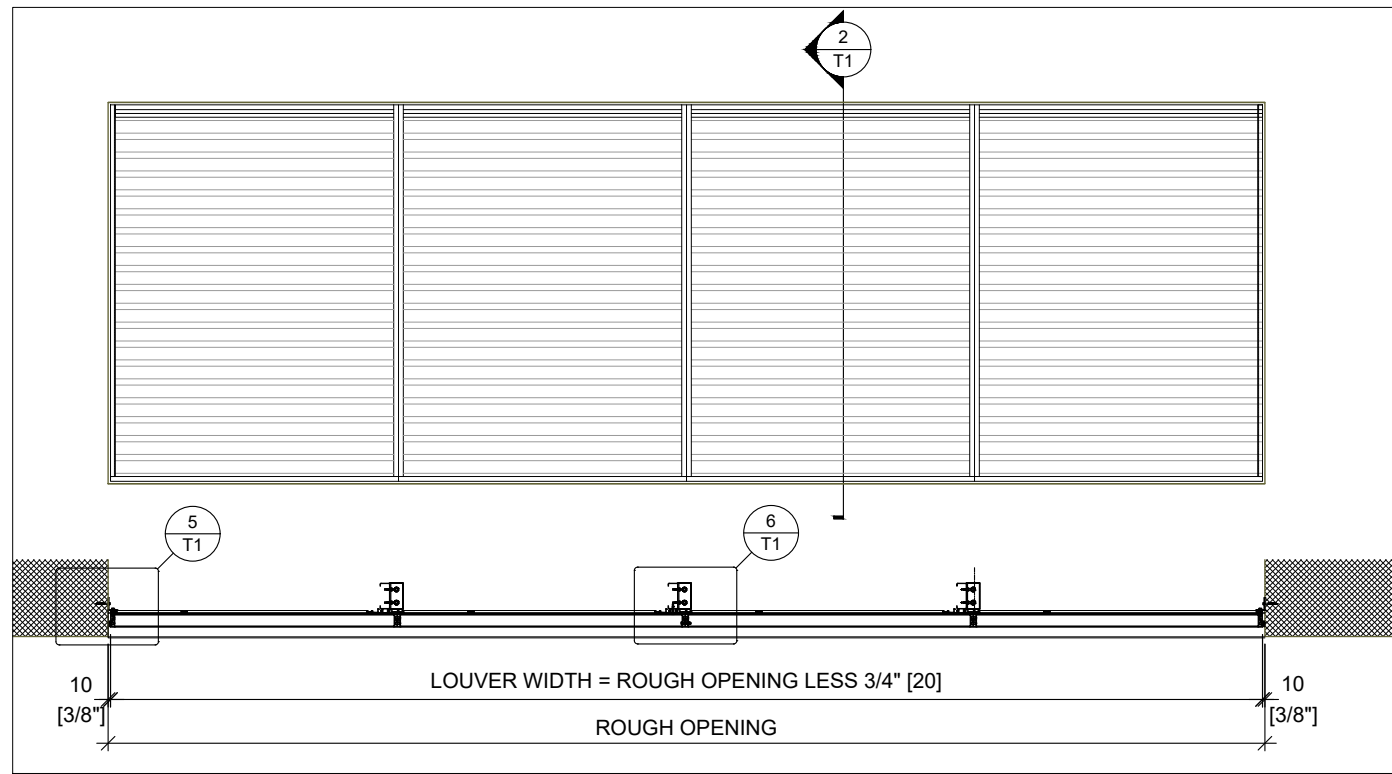 2
T1
5
T1
6
T1
10
[3/8"]
LOUVER WIDTH = ROUGH OPENING LESS 3/4" [20]
10
[3/8"]
ROUGH OPENING